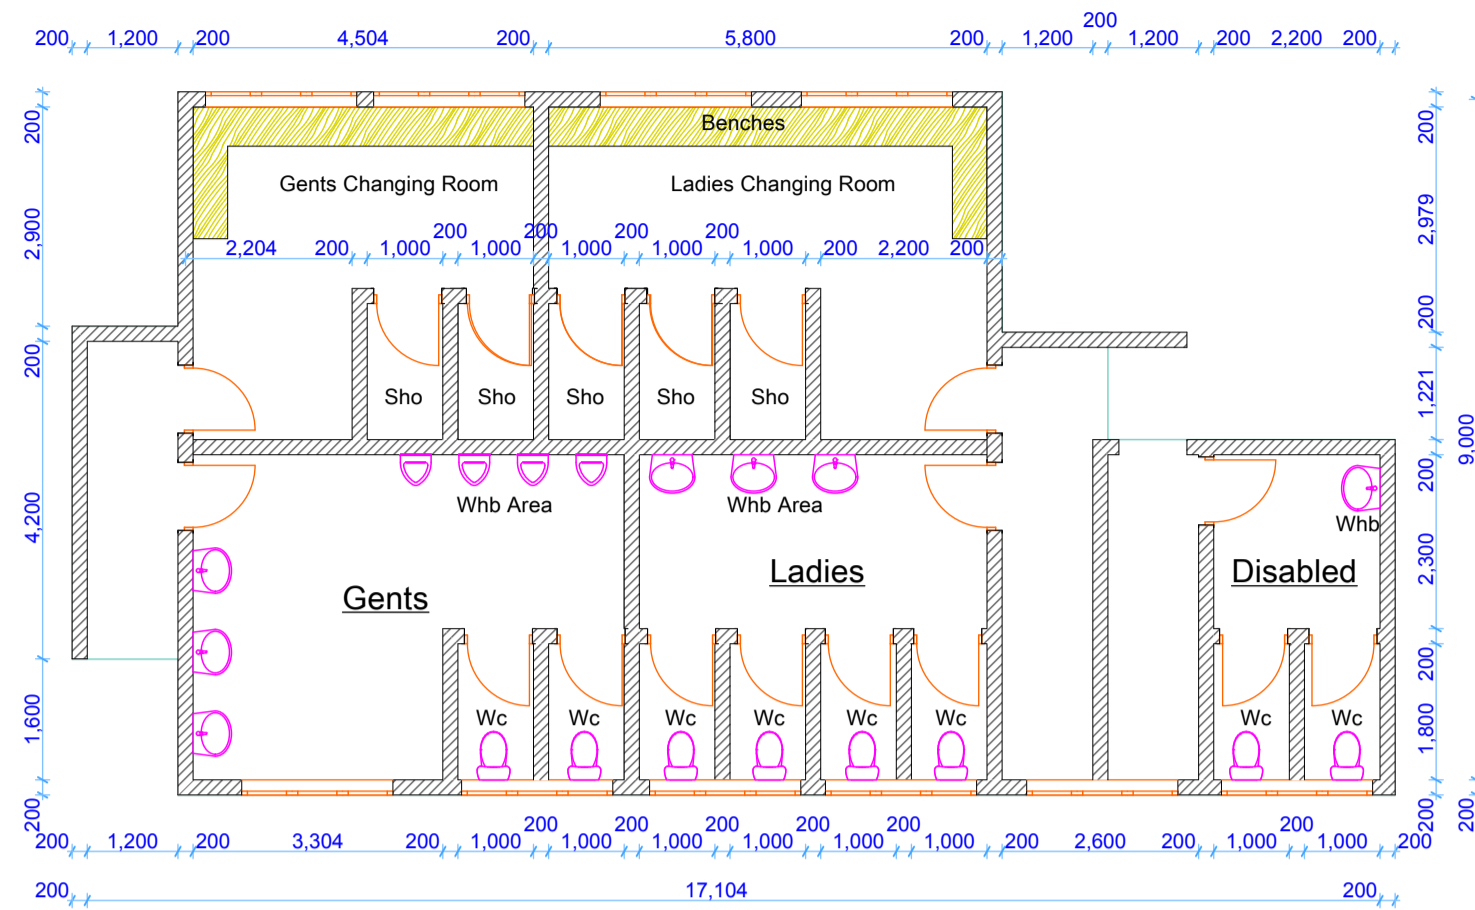 200
200 1,200 200 4,504 200 5,800 200 1,200 1,200 200 2,200 200
200 Benches 200
Gents Changing Room Ladies Changing Room
2,900 2,979
200 200 200 200
2,204 200 1,000 1,000 1,000 1,000 1,000 200 2,200 200
200
200 1,221
Sho Sho Sho Sho Sho
9,000
200
4,200 Whb Area Whb Area Whb
2,300
Gents Ladies Disabled
200
1,600 Wc Wc Wc Wc Wc Wc Wc Wc 1,800
200 200 200
200 200 200 200 200
200 1,200 200 3,304 200 1,000 1,000 1,000 1,000 1,000 1,000 200 2,600 200 1,000 1,000 200
200 17,104 200